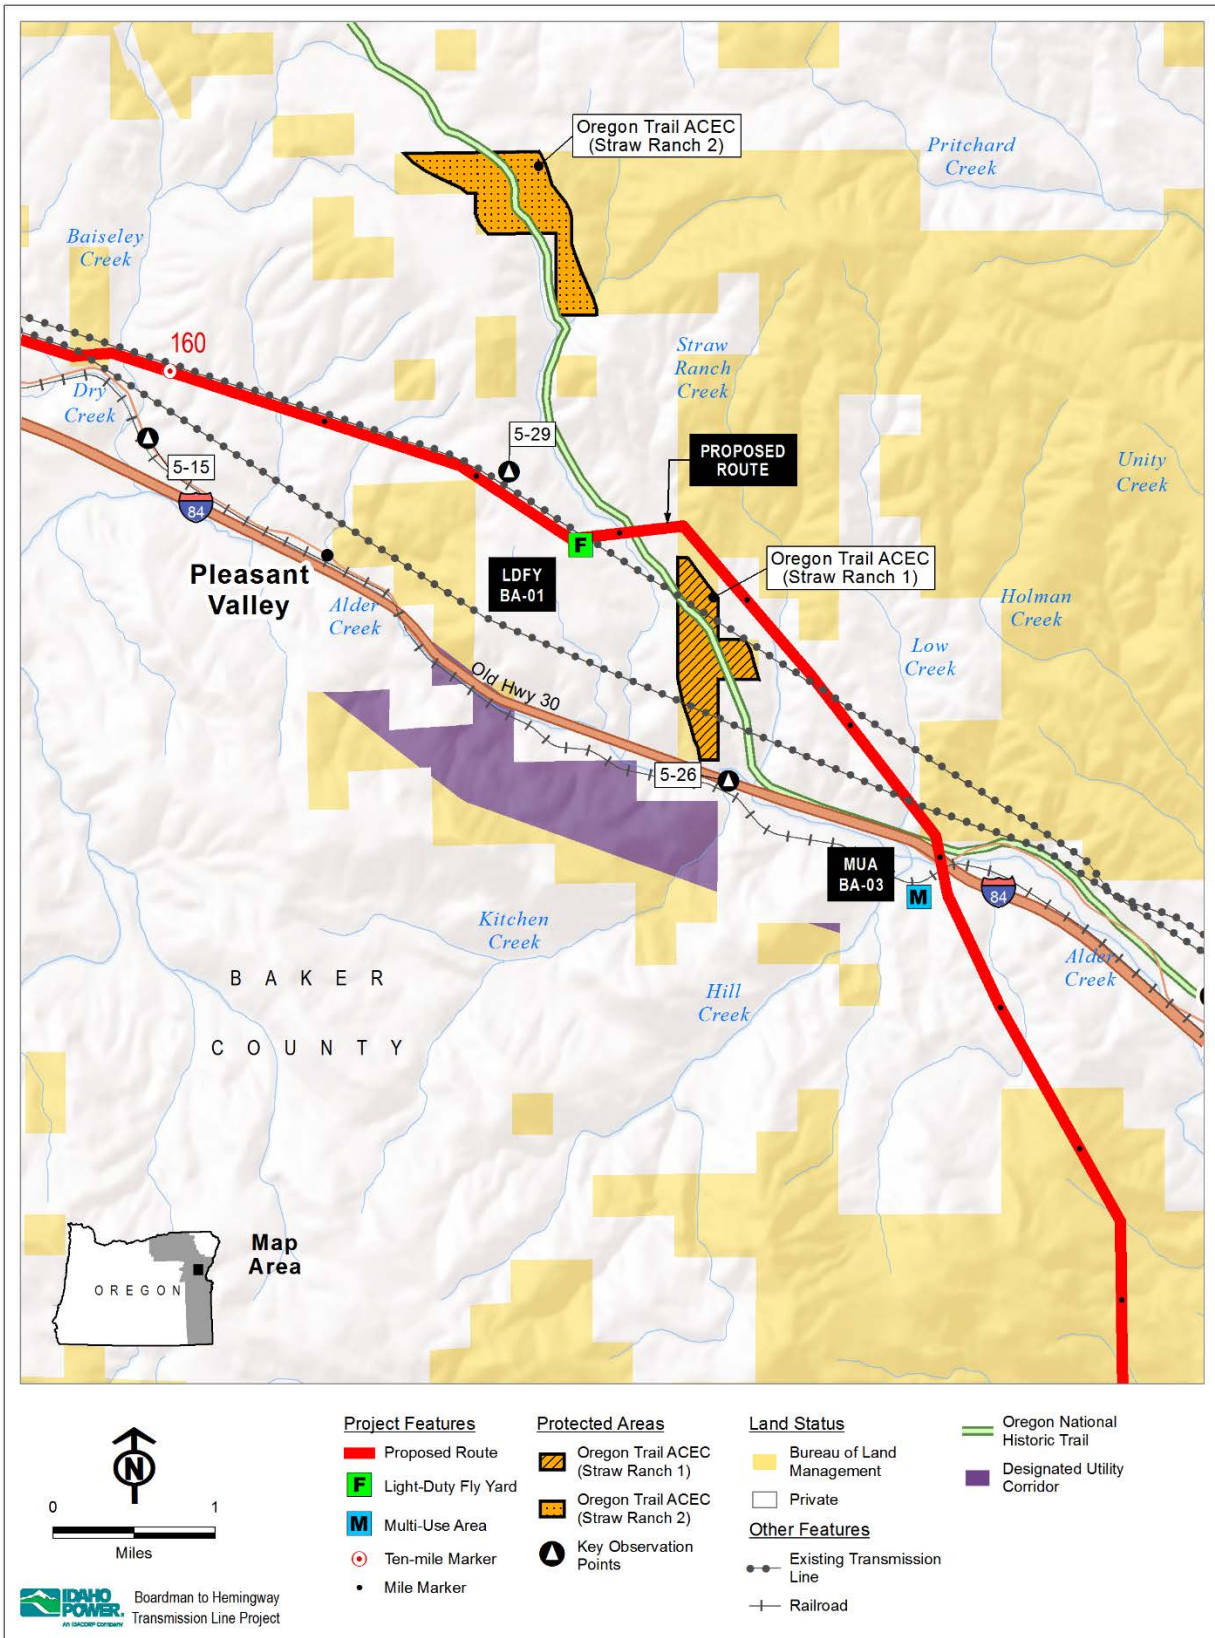 Oregon Trail ACEC
(Straw Ranch 2)
Pritchard
Creek
Baiseley
Creek
160
Straw
Ranch
Creek
Dry
Creek
5-29
5-15
PROPOSED
ROUTE
Unity
Creek
84
Pleasant
Valley
LDFY
BA-01
F
Oregon Trail ACEC
(Straw Ranch 1)
Alder
Creek
Holman
Creek
Low
Creek
Old Hwy 30
5-26
MUA
BA-03
M
84
Kitchen
Creek
Alder
Creek
Hill
Creek
BAKER
COUNTY
Map
Area
OREGON
N
0 1
Miles
IDAHO
POWER.
AN IDACORP Company
Boardman to Hemingway
Transmission Line Project
Project Features
Proposed Route
F Light-Duty Fly Yard
M Multi-Use Area
Ten-mile Marker
Mile Marker
Protected Areas
Oregon Trail ACEC
(Straw Ranch 1)
Oregon Trail ACEC
(Straw Ranch 2)
Key Observation
Points
Land Status
Bureau of Land
Management
Private
Other Features
Existing Transmission
Line
Railroad
Oregon National
Historic Trail
Designated Utility
Corridor